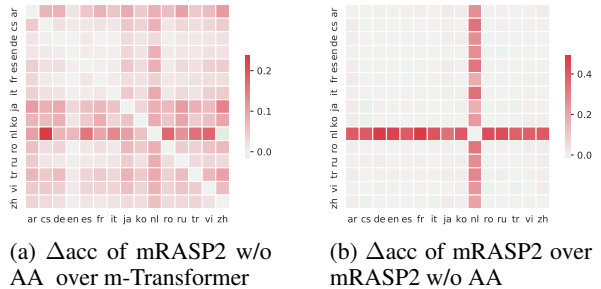 zh vi tr ru ro nl ko ja it fr es en de cs ar
ar cs de en es fr it ja ko nl ro ru tr vi zh
0.2
0.1
0.0
(a) Δacc of mRASP2 w/o
AA over m-Transformer
zh vi tr ru ro nl ko ja it fr es en de cs ar
ar cs de en es fr it ja ko nl ro ru tr vi zh
0.4
0.2
0.0
(b) Δacc of mRASP2 over
mRASP2 w/o AA